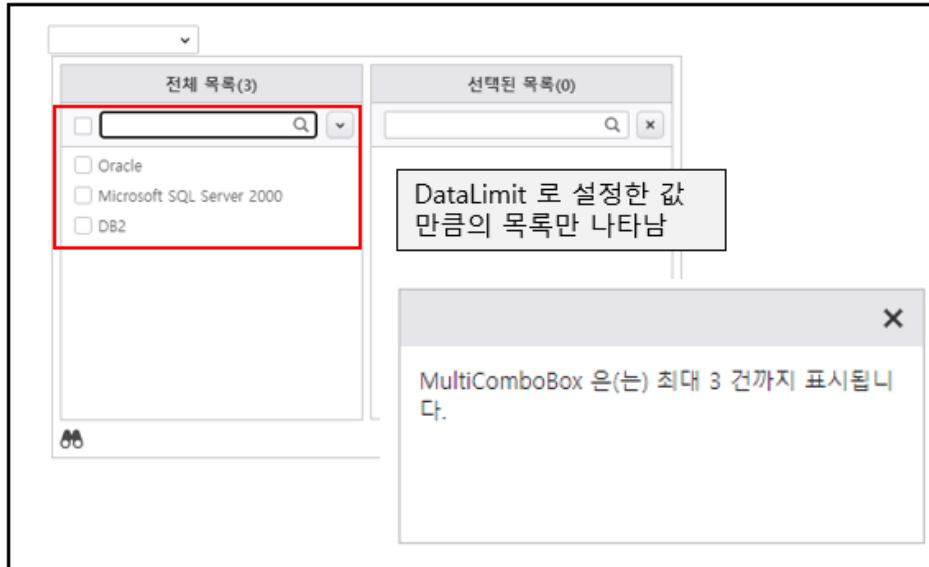 전체 목록(3)
선택된 목록(0)
Oracle
Microsoft SQL Server 2000
DB2
DataLimit 로 설정한 값
만큼의 목록만 나타남
MultiComboBox 은(는) 최대 3 건까지 표시됩니
다.